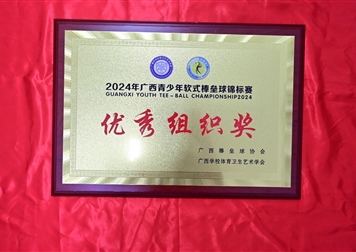 2024年广西青少年软式棒垒球锦标赛
GUANGXI YOUTH TEE-BALL CHAMPIONSHIP2024
优秀组织奖
广西棒垒球协会
广西学校体育卫生艺术学会